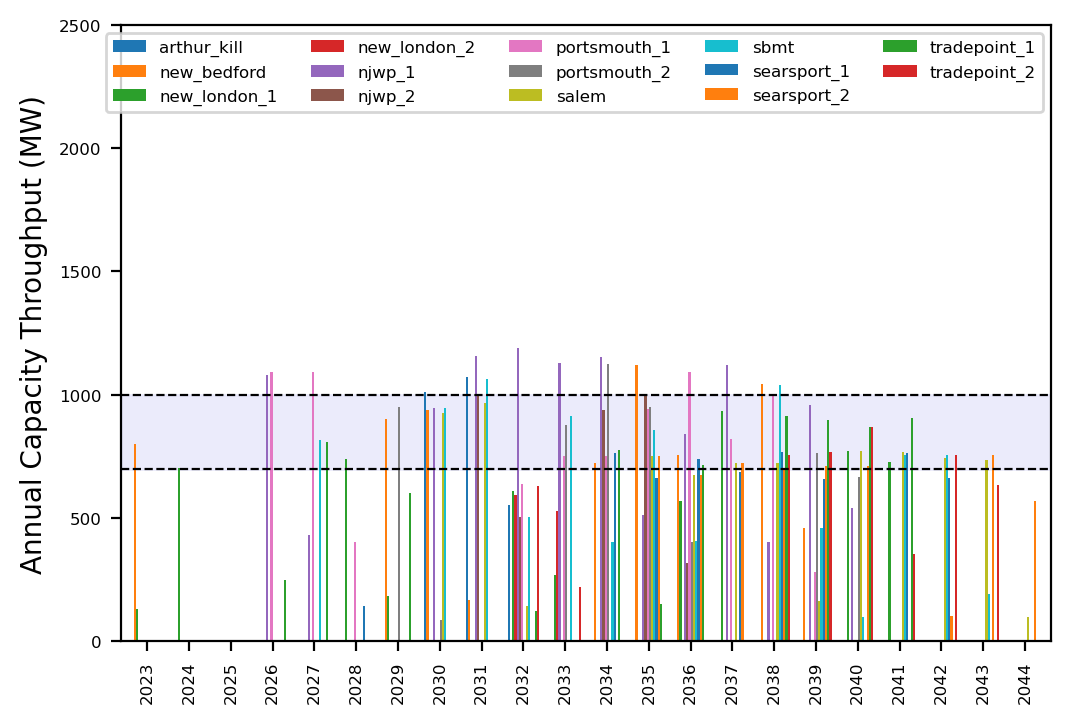 2500
2000
1500
1000
500
0
Annual Capacity Throughput (MW)
arthur_kill new_london_2 portsmouth_1 sbmt tradepoint_1
new_bedford njwp_1 portsmouth_2 searsport_1 tradepoint_2
new_london_1 njwp_2 salem searsport_2
2023 2024 2025 2026 2027 2028 2029 2030 2031 2032 2033 2034 2035 2036 2037 2038 2039 2040 2041 2042 2043 2044